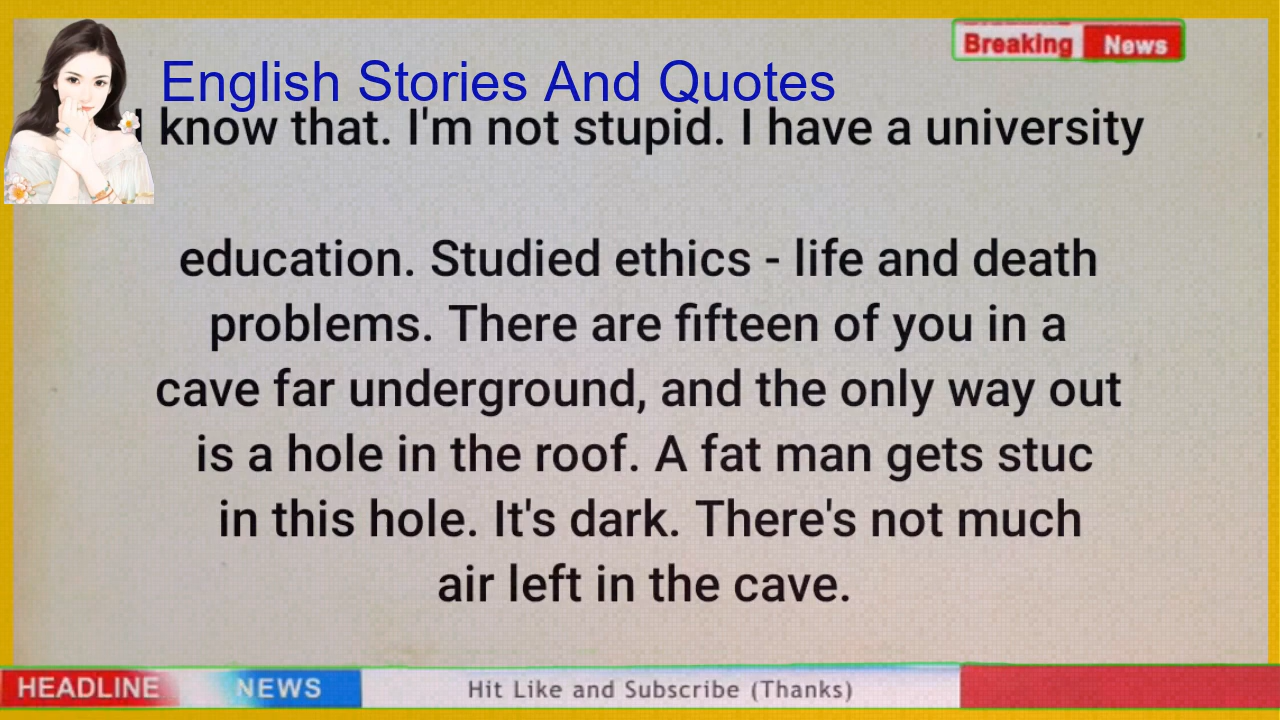 Breaking News
English Stories And Quotes
I know that. I'm not stupid. I have a university
education. Studied ethics - life and death
problems. There are fifteen of you in a
cave far underground, and the only way out
is a hole in the roof. A fat man gets stuc
in this hole. It's dark. There's not much
air left in the cave.
HEADLINE NEWS
Hit Like and Subscribe (Thanks)